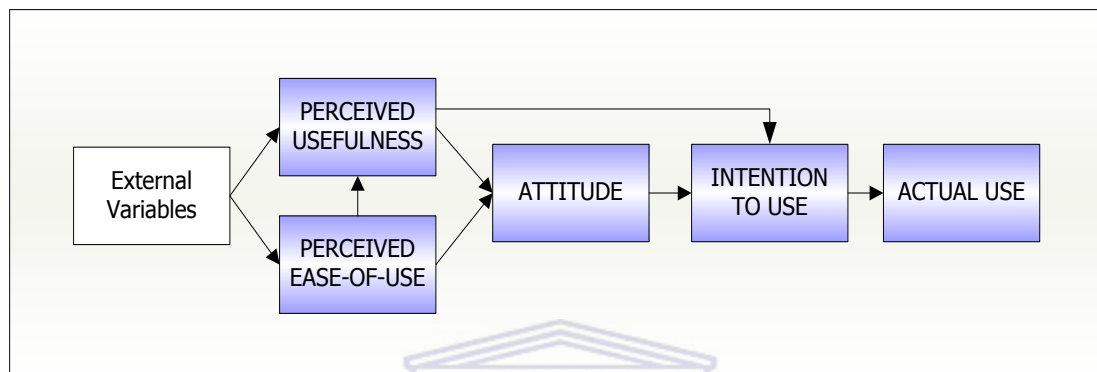 External
Variables
PERCEIVED
USEFULNESS
PERCEIVED
EASE-OF-USE
ATTITUDE
INTENTION
TO USE
ACTUAL USE